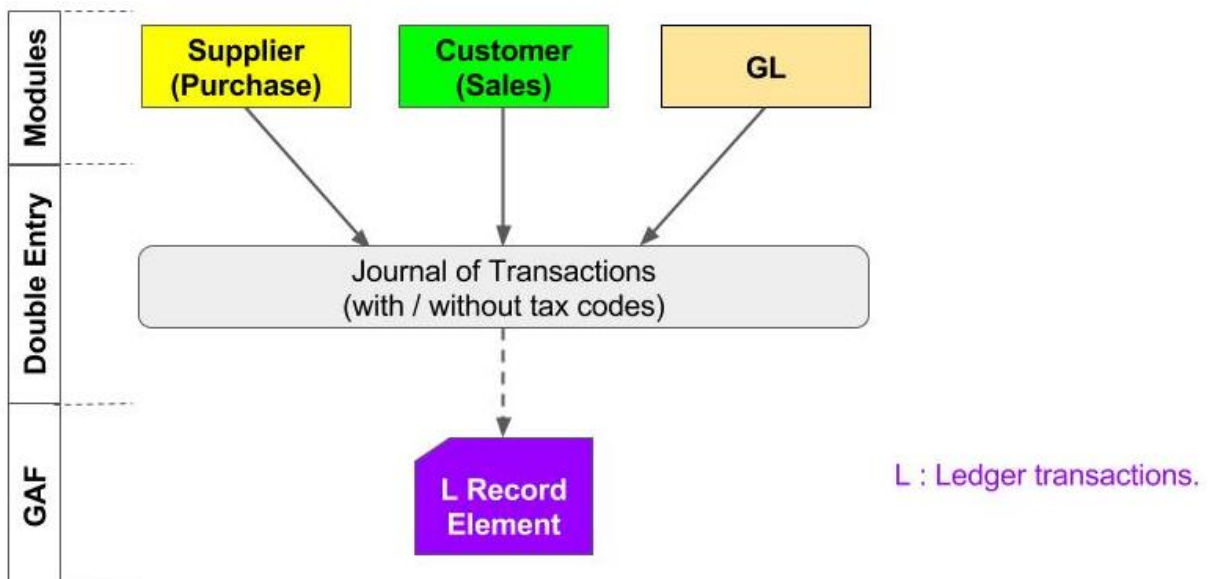 Modules
Supplier
(Purchase)
Customer
(Sales)
GL
Double Entry
Journal of Transactions
(with / without tax codes)
GAF
L Record
Element
L : Ledger transactions.